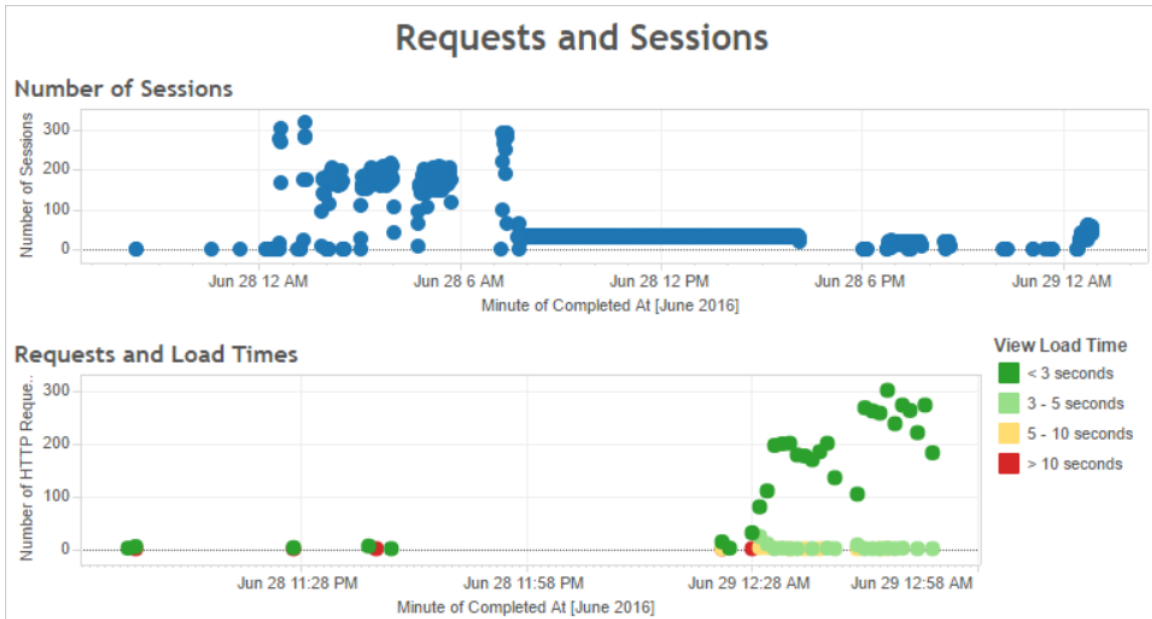 Requests and Sessions
Number of Sessions
Number of Sessions
300
200
100
0
Jun 28 12 AM Jun 28 6 AM Jun 28 12 PM Jun 28 6 PM Jun 29 12 AM
Minute of Completed At [June 2016]
Requests and Load Times
Number of HTTP Reque..
300
200
100
0
Jun 28 11:28 PM Jun 28 11:58 PM Jun 29 12:28 AM Jun 29 12:58 AM
Minute of Completed At [June 2016]
View Load Time
< 3 seconds
3 - 5 seconds
5 - 10 seconds
> 10 seconds